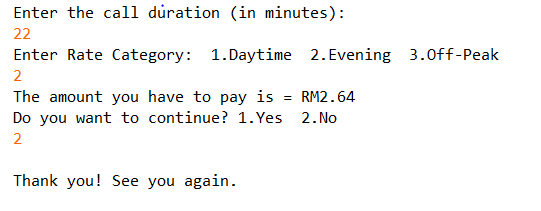 Enter the call duration (in minutes):
22
Enter Rate Category:  1.Daytime  2.Evening  3.Off-Peak
2
The amount you have to pay is = RM2.64
Do you want to continue? 1.Yes  2.No
2
Thank you! See you again.